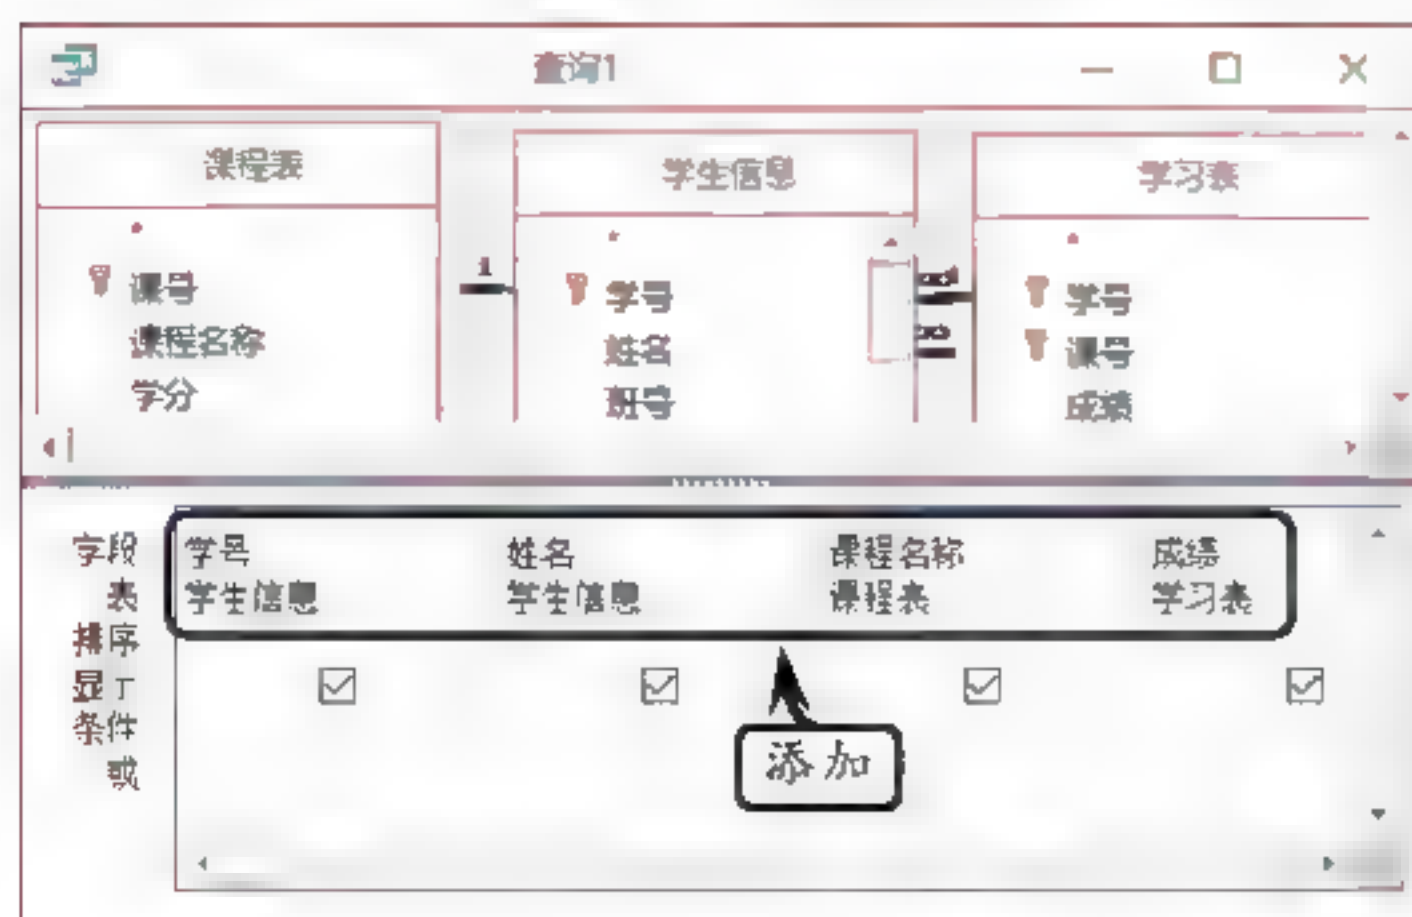 查询1
课程表
课号
课程名称
学分
1
学生信息
学号
姓名
班号
学习表
学号
课号
成绩
字段 学号 姓名 课程名称 成绩
表 学生信息 学生信息 课程表 学习表
排序
显
条件
或
添加